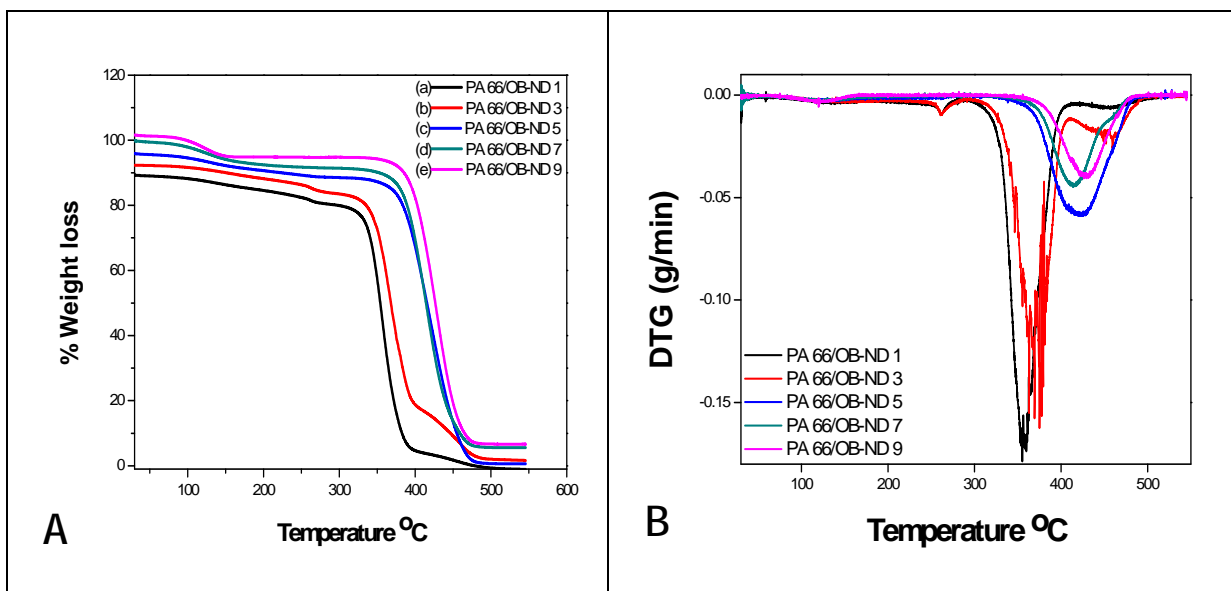 120
100
80
60
40
20
0
100
200
300
400
500
600
% Weight loss
Temperature ºC
(a) PA 66/OB-ND 1
(b) PA 66/OB-ND 3
(c) PA 66/OB-ND 5
(d) PA 66/OB-ND 7
(e) PA 66/OB-ND 9
A
0.00
-0.05
-0.10
-0.15
100
200
300
400
500
DTG (g/min)
Temperature ºC
PA 66/OB-ND 1
PA 66/OB-ND 3
PA 66/OB-ND 5
PA 66/OB-ND 7
PA 66/OB-ND 9
B